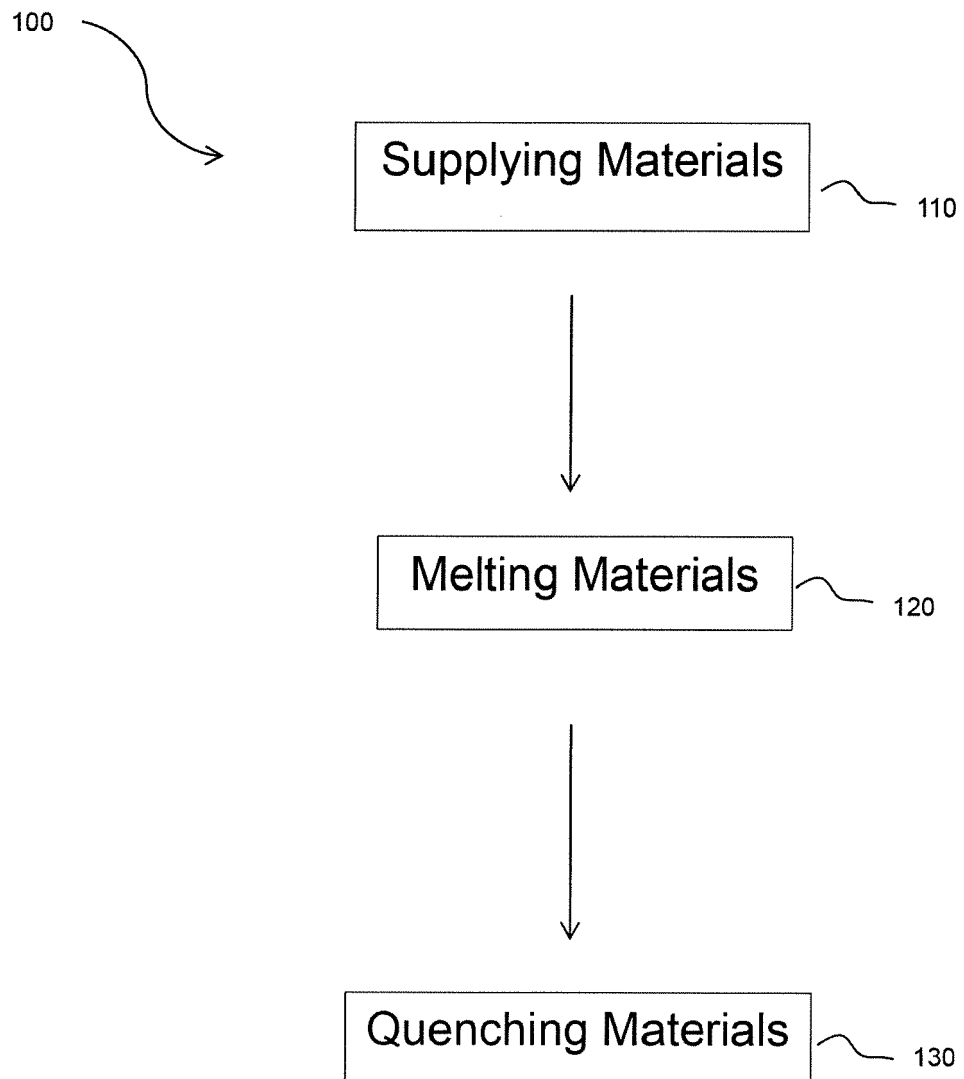 100
Supplying Materials
110
Melting Materials
120
Quenching Materials
130